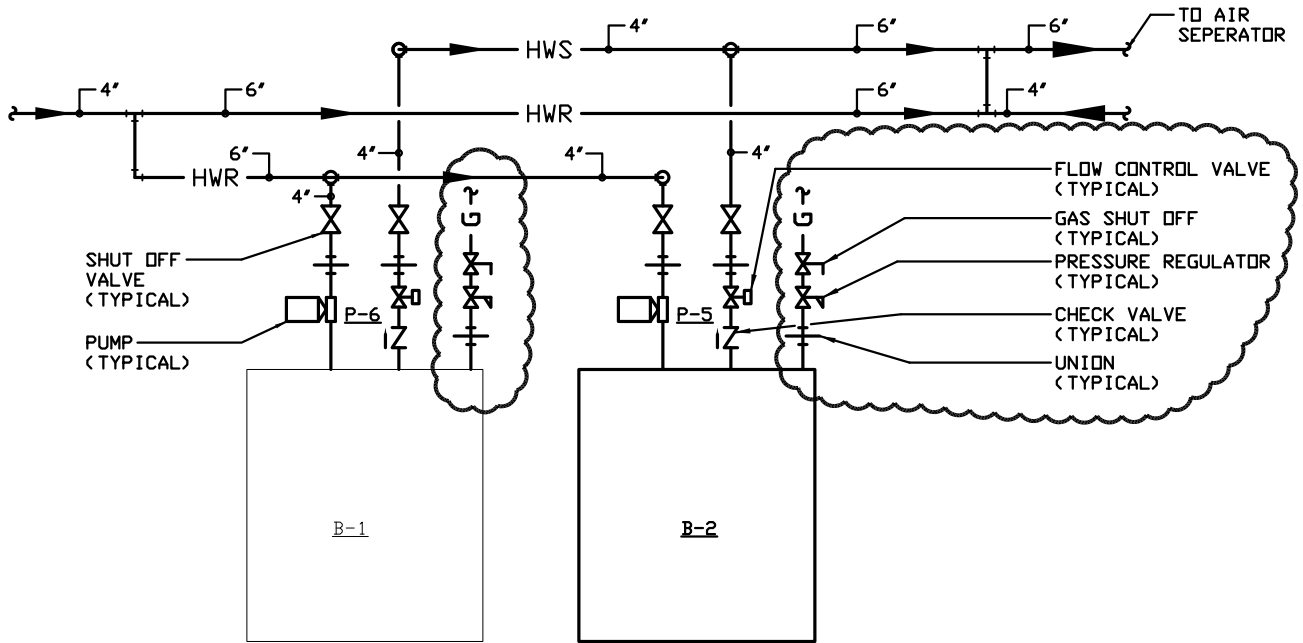 TO AIR
SEPERATOR
4"
6"
6"
HWS
4"
6"
6"
4"
HWR
4"
6"
HWR
4"
4"
4"
4"
G
G
FLOW CONTROL VALVE
(TYPICAL)
GAS SHUT OFF
(TYPICAL)
PRESSURE REGULATOR
(TYPICAL)
CHECK VALVE
(TYPICAL)
UNION
(TYPICAL)
SHUT OFF
VALVE
(TYPICAL)
PUMP
(TYPICAL)
P-6
P-5
B-1
B-2